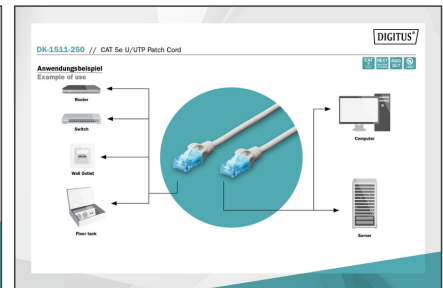 DIGITUS®
DK-1511-250 // CAT 5e U/UTP Patch Cord
Anwendungsbeispiel
Example of use
CAT
Router
Switch
Wall Outlet
Floor tank
Computer
Server